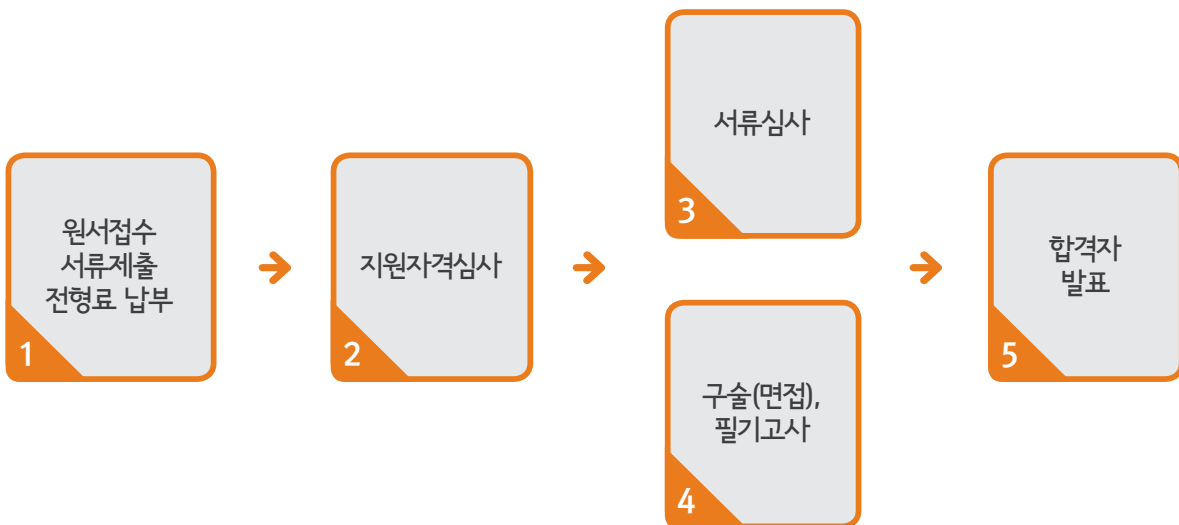 원서접수
서류제출
전형료 납부
1
지원자격심사
2
서류심사
3
구술(면접),
필기고사
4
합격자
발표
5